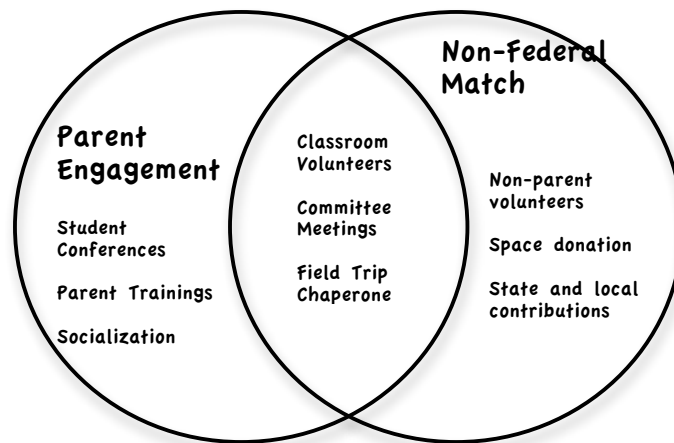 Parent
Engagement
Student
Conferences
Parent Trainings
Socialization
Classroom
Volunteers
Committee
Meetings
Field Trip
Chaperone
Non-Federal
Match
Non-parent
volunteers
Space donation
State and local
contributions